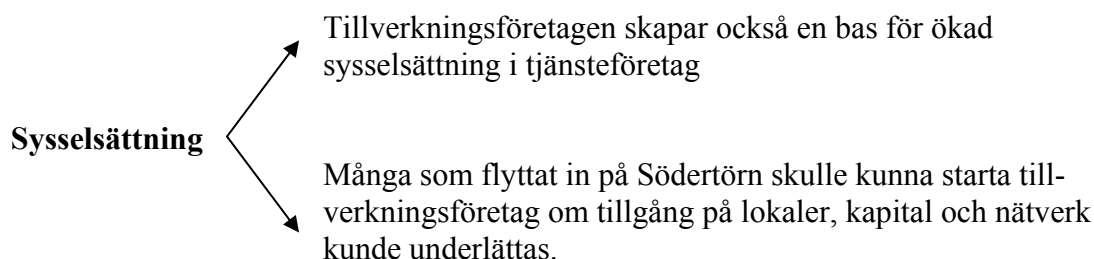 Tillverkningsföretagen skapar också en bas för ökad
sysselsättning i tjänsteföretag
Sysselsättning
Många som flyttat in på Södertörn skulle kunna starta till-
verkningsföretag om tillgång på lokaler, kapital och nätverk
kunde underlättas.